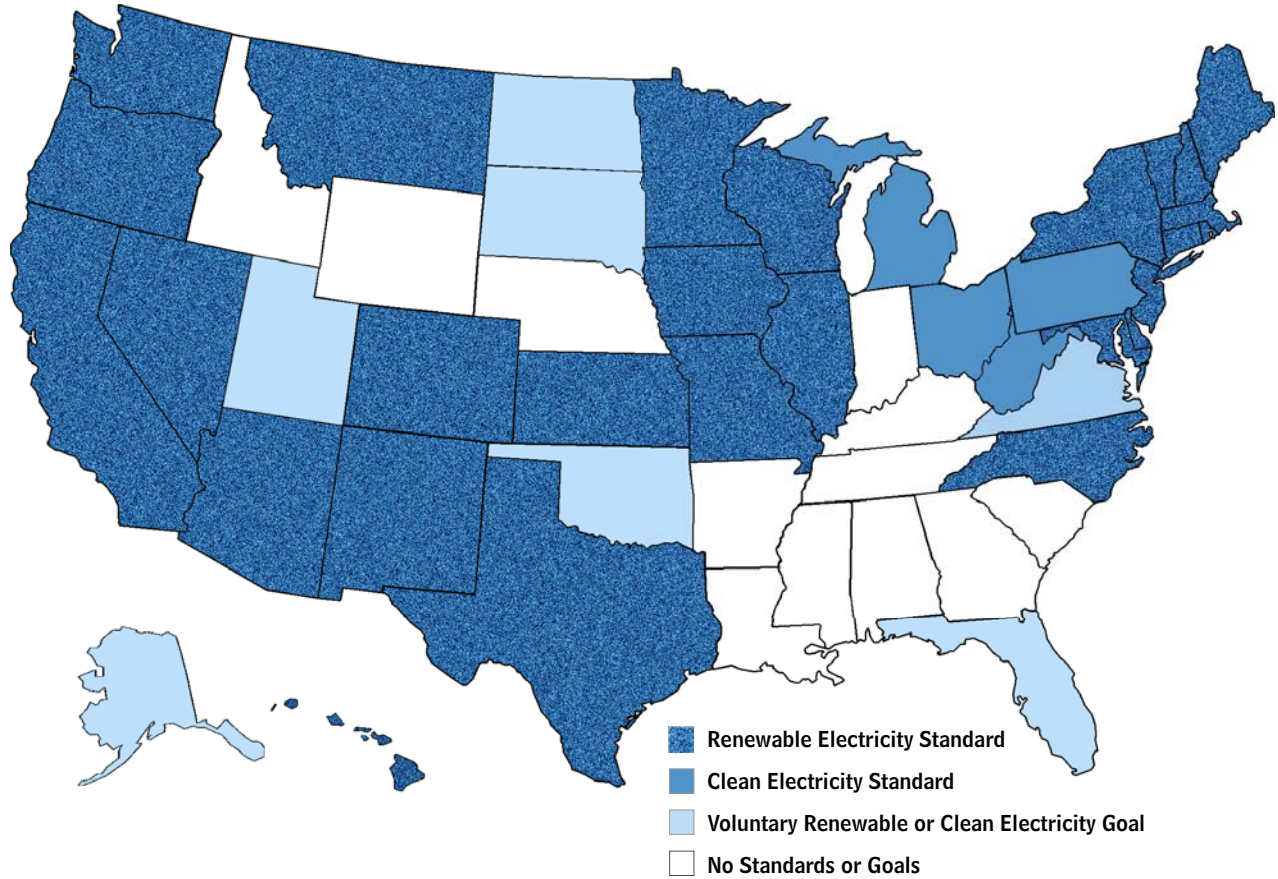 Renewable Electricity Standard
Clean Electricity Standard
Voluntary Renewable or Clean Electricity Goal
No Standards or Goals